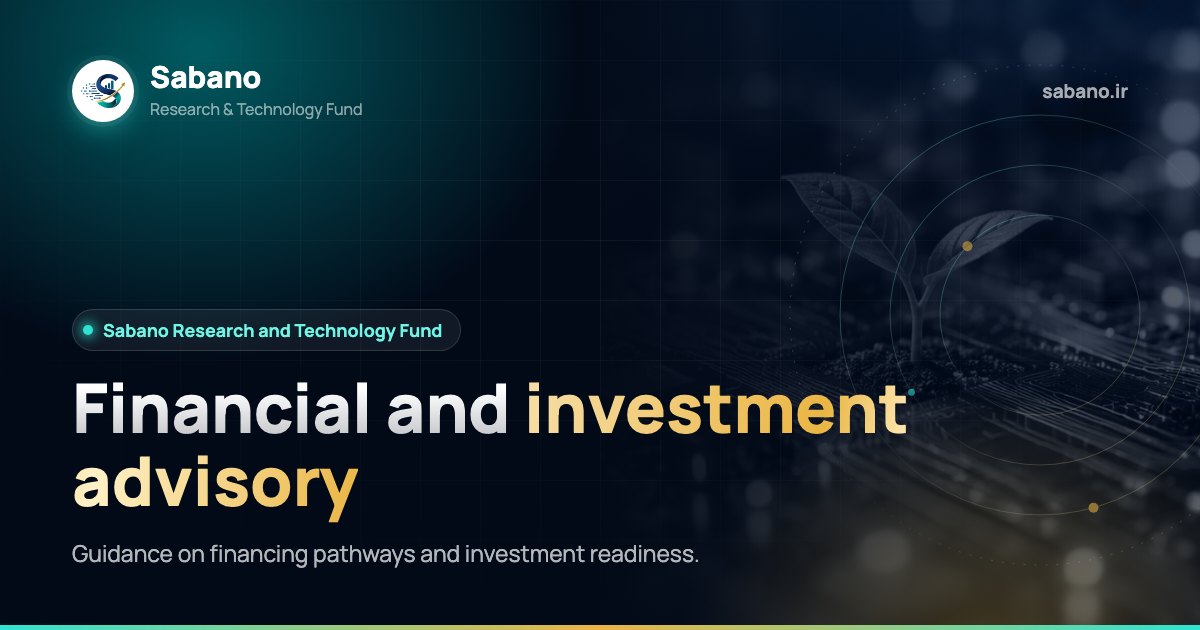 Sabano
Research & Technology Fund
sabano.ir
Sabano Research and Technology Fund
Financial and investment
advisory
Guidance on financing pathways and investment readiness.